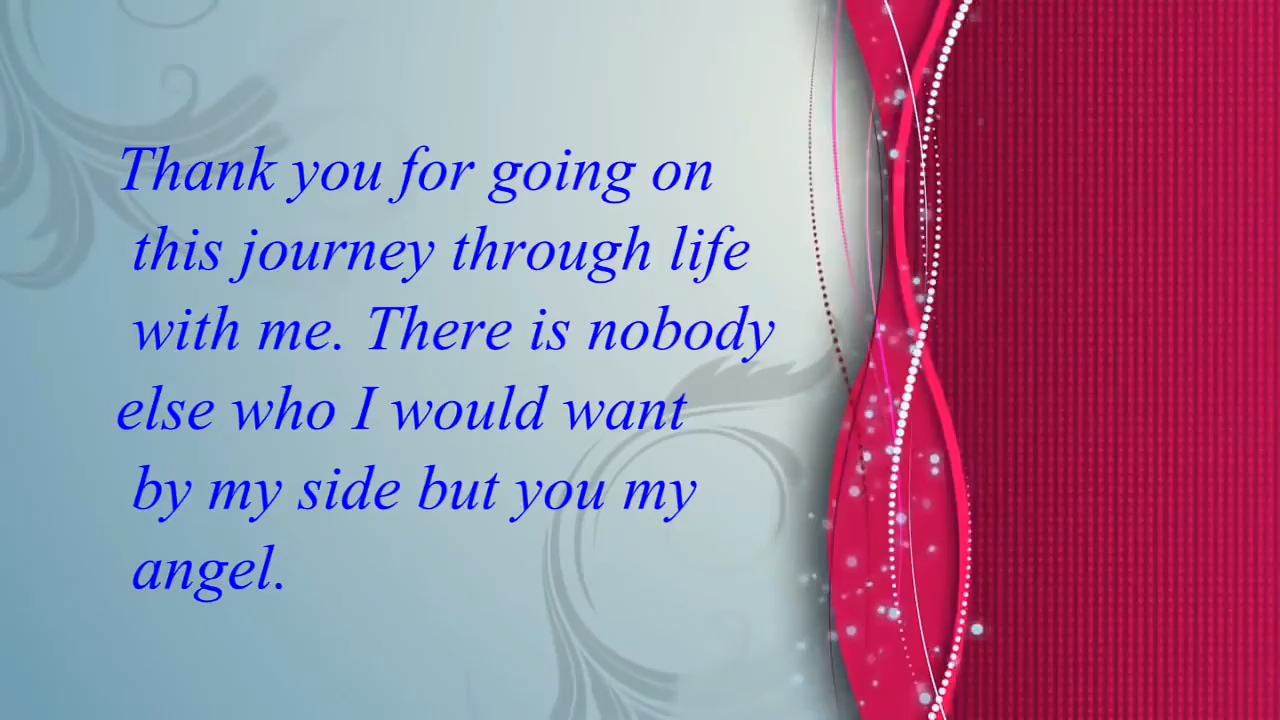 Thank you for going on
this journey through life
with me. There is nobody
else who I would want
by my side but you my
angel.